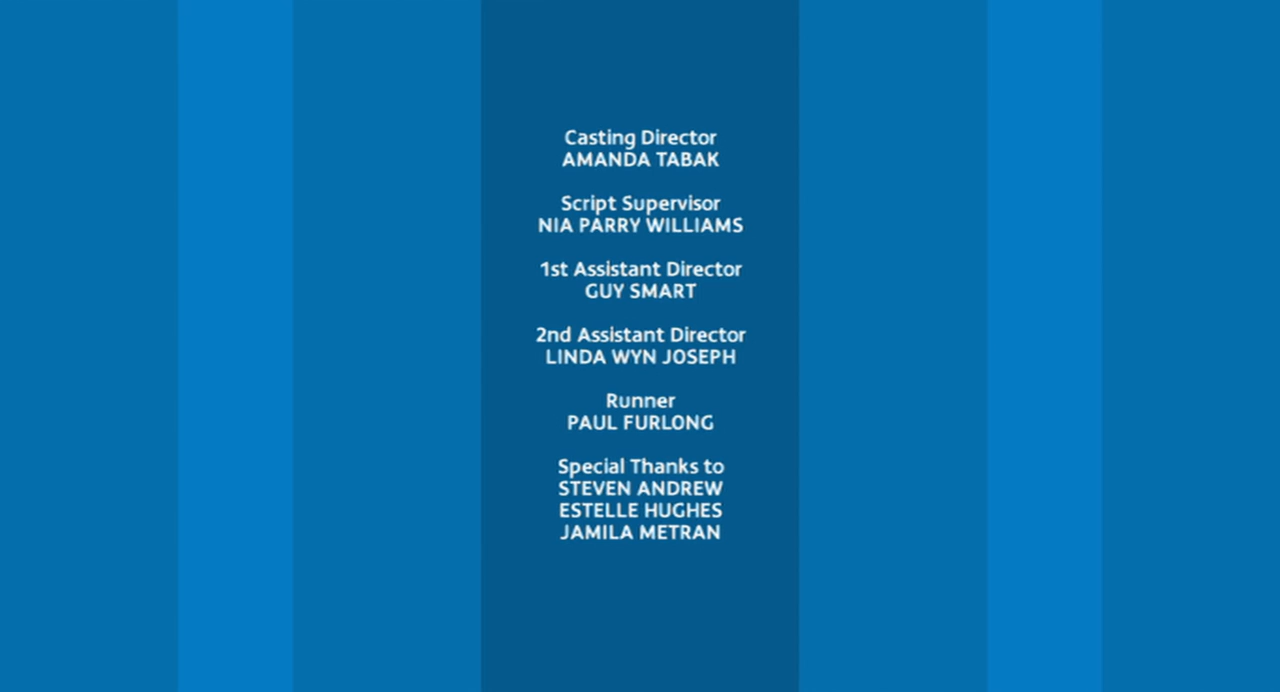 Casting Director
AMANDA TABAK
Script Supervisor
NIA PARRY WILLIAMS
1st Assistant Director
GUY SMART
2nd Assistant Director
LINDA WYN JOSEPH
Runner
PAUL FURLONG
Special Thanks to
STEVEN ANDREW
ESTELLE HUGHES
JAMILA METRAN